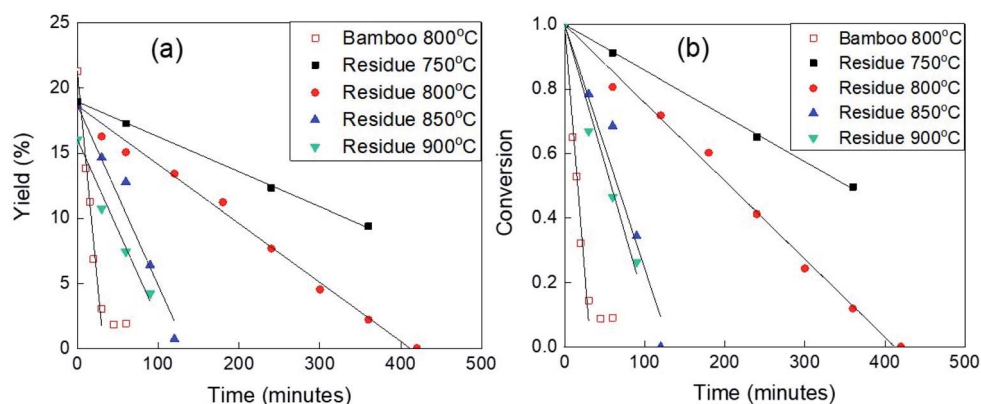 (a)
Bamboo 800°C
Residue 750°C
Residue 800°C
Residue 850°C
Residue 900°C
25
20
15
10
5
0
Yield (%)
0 100 200 300 400 500
Time (minutes)
(b)
Bamboo 800°C
Residue 750°C
Residue 800°C
Residue 850°C
Residue 900°C
1.0
0.8
0.6
0.4
0.2
0.0
Conversion
0 100 200 300 400 500
Time (minutes)